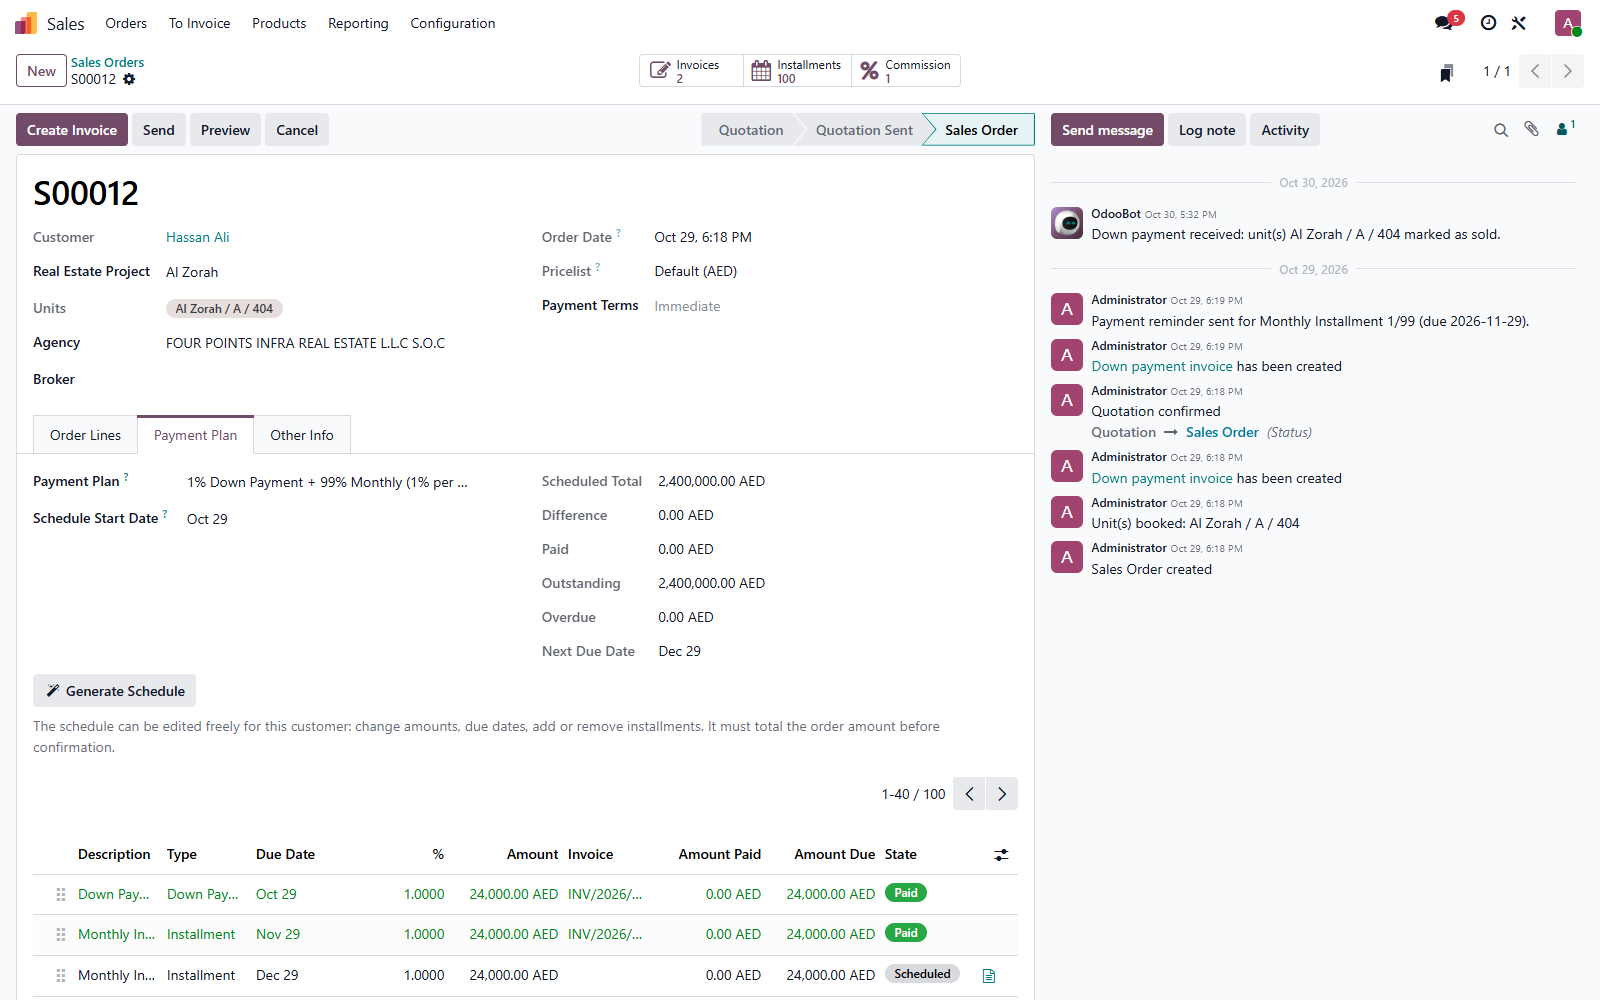 Sales Orders To Invoice Products Reporting Configuration 5 A
New Sales Orders Invoices Installments Commission
S00012 2 100 1 1 / 1
Create Invoice Send Preview Cancel Quotation Quotation Sent Sales Order Send message Log note Activity 1
S00012
Customer Hassan Ali
Real Estate Project Al Zorah
Units Al Zorah / A / 404
Agency FOUR POINTS INFRA REAL ESTATE L.L.C S.O.C
Broker
Order Date ? Oct 29, 6:18 PM
Pricelist ? Default (AED)
Payment Terms Immediate
Order Lines Payment Plan Other Info
Payment Plan ? 1% Down Payment + 99% Monthly (1% per ...
Schedule Start Date ? Oct 29
Scheduled Total 2,400,000.00 AED
Difference 0.00 AED
Paid 0.00 AED
Outstanding 2,400,000.00 AED
Overdue 0.00 AED
Next Due Date Dec 29
Generate Schedule
The schedule can be edited freely for this customer: change amounts, due dates, add or remove installments. It must total the order amount before
confirmation.
1-40 / 100
Description Type Due Date % Amount Invoice Amount Paid Amount Due State
Down Pay... Down Pay... Oct 29 1.0000 24,000.00 AED INV/2026/... 0.00 AED 24,000.00 AED Paid
Monthly In... Installment Nov 29 1.0000 24,000.00 AED INV/2026/... 0.00 AED 24,000.00 AED Paid
Monthly In... Installment Dec 29 1.0000 24,000.00 AED 0.00 AED 24,000.00 AED Scheduled
Oct 30, 2026
OdooBot Oct 30, 5:32 PM
Down payment received: unit(s) Al Zorah / A / 404 marked as sold.
Oct 29, 2026
A Administrator Oct 29, 6:19 PM
Payment reminder sent for Monthly Installment 1/99 (due 2026-11-29).
A Administrator Oct 29, 6:19 PM
Down payment invoice has been created
A Administrator Oct 29, 6:18 PM
Quotation confirmed
Quotation → Sales Order (Status)
A Administrator Oct 29, 6:18 PM
Down payment invoice has been created
A Administrator Oct 29, 6:18 PM
Unit(s) booked: Al Zorah / A / 404
A Administrator Oct 29, 6:18 PM
Sales Order created